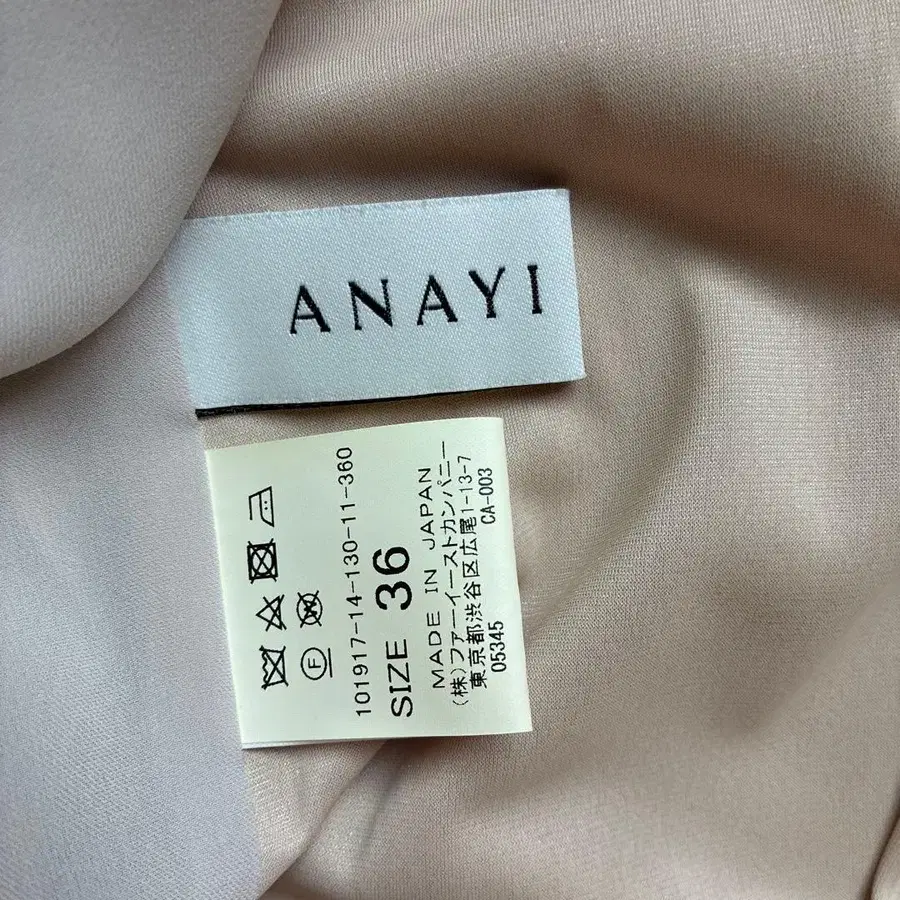 ANAYI
F
W
101917-14-130-11-360
SIZE 36
MADE IN JAPAN
(株)ファーイーストカンパニー
東京都渋谷区広尾1-13-7
05345 CA-003